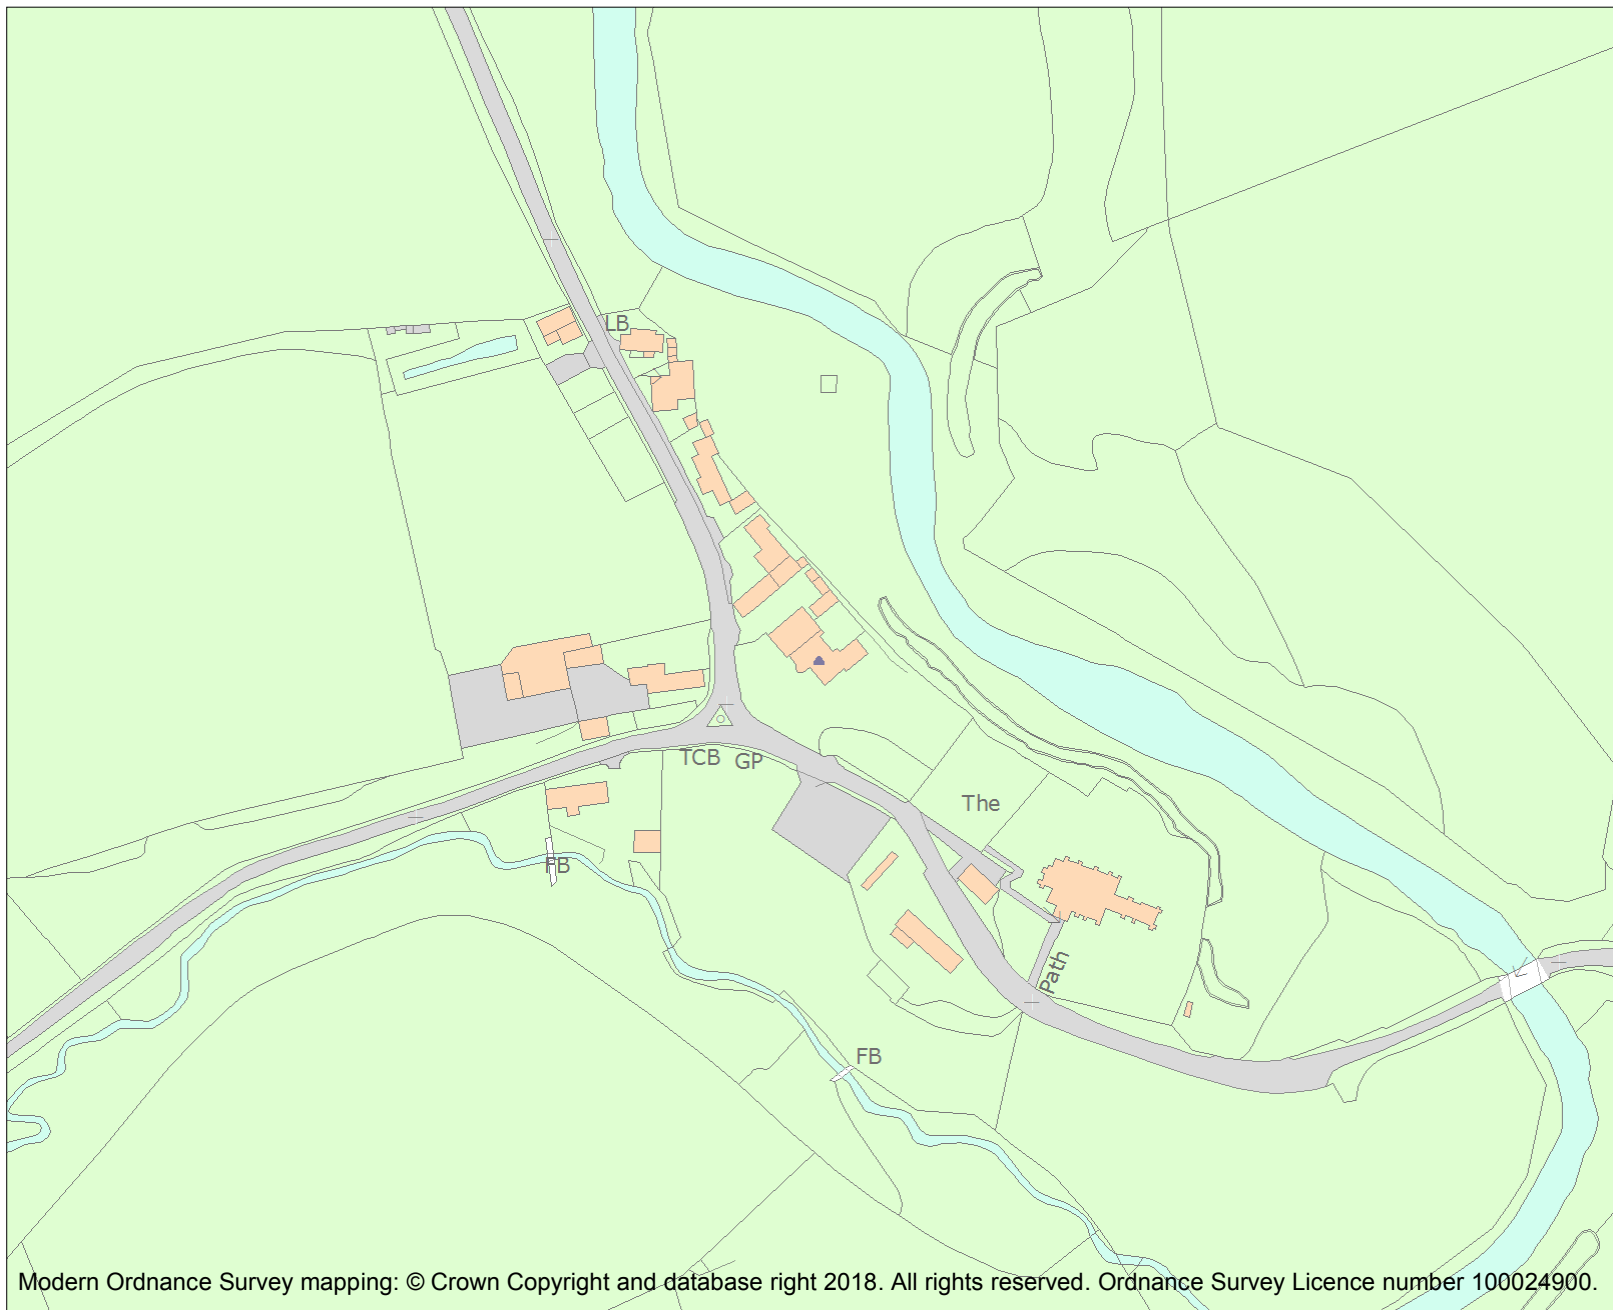 LB
TCB GP
The
FB
Path
FB
Modern Ordnance Survey mapping: © Crown Copyright and database right 2018. All rights reserved. Ordnance Survey Licence number 100024900.